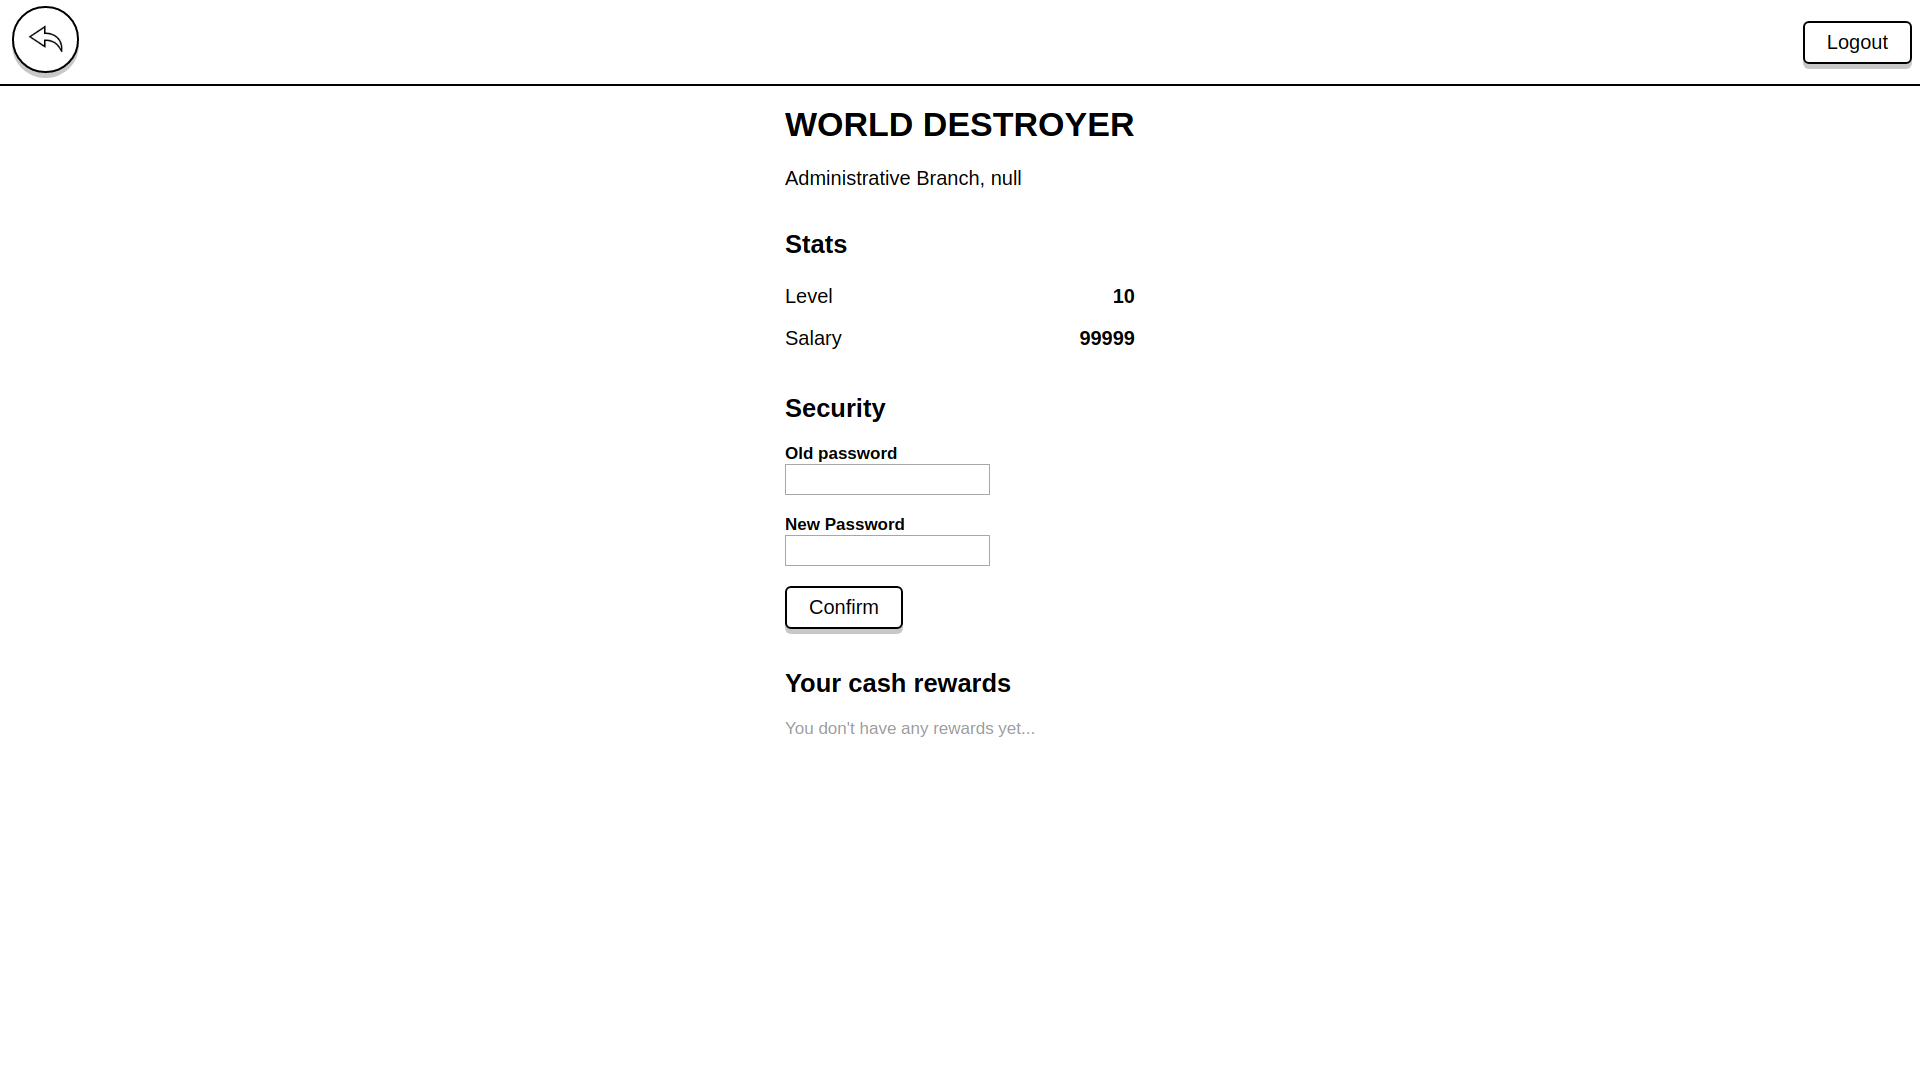 Logout
WORLD DESTROYER
Administrative Branch, null
Stats
Level 10
Salary 99999
Security
Old password
New Password
Confirm
Your cash rewards
You don't have any rewards yet...